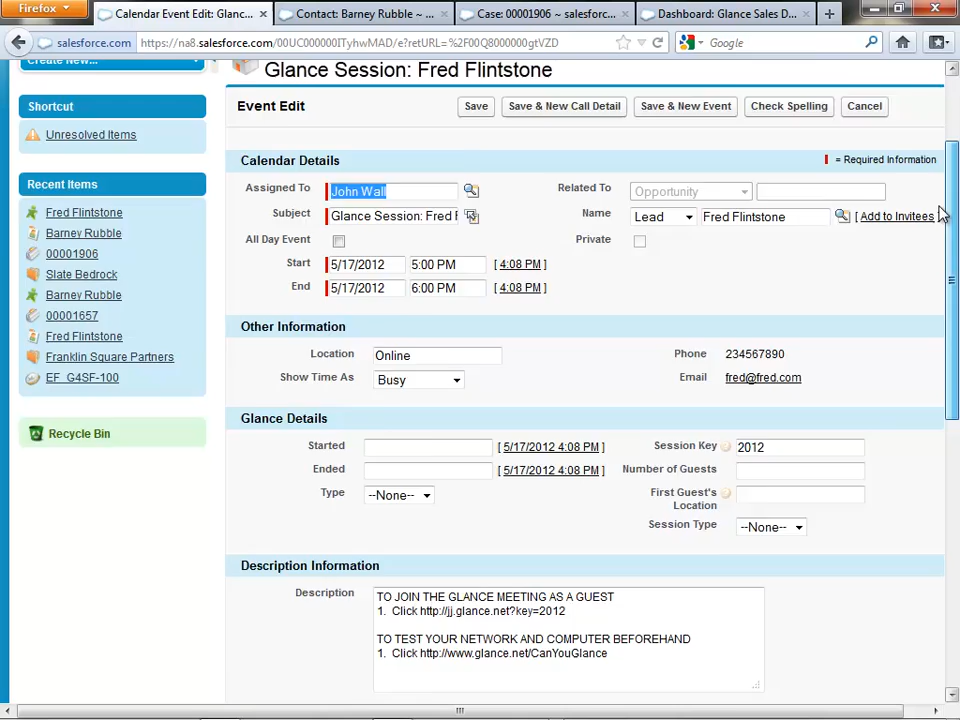 Firefox
Calendar Event Edit: Glanc...
Contact: Barney Rubble ~ ...
Case: 00001906 ~ salesforc...
Dashboard: Glance Sales D...
salesforce.com
https://na8.salesforce.com/00UC000000ITyhwMAD/e?retURL=%2F00Q8000000gtVZD
Google
Create New...
Glance Session: Fred Flintstone
Event Edit
Save
Save & New Call Detail
Save & New Event
Check Spelling
Cancel
Shortcut
Unresolved Items
Recent Items
Fred Flintstone
Barney Rubble
00001906
Slate Bedrock
Barney Rubble
00001657
Fred Flintstone
Franklin Square Partners
EF_G4SF-100
Recycle Bin
Calendar Details
= Required Information
Assigned To John Wall
Related To Opportunity
Subject Glance Session: Fred F
Name Lead Fred Flintstone [ Add to Invitees
All Day Event
Private
Start 5/17/2012 5:00 PM [ 4:08 PM ]
End 5/17/2012 6:00 PM [ 4:08 PM ]
Other Information
Location Online
Phone 234567890
Show Time As Busy
Email fred@fred.com
Glance Details
Started [ 5/17/2012 4:08 PM ]
Session Key 2012
Ended [ 5/17/2012 4:08 PM ]
Number of Guests
Type --None--
First Guest's
Location
Session Type --None--
Description Information
Description
TO JOIN THE GLANCE MEETING AS A GUEST
1. Click http://jj.glance.net?key=2012
TO TEST YOUR NETWORK AND COMPUTER BEFOREHAND
1. Click http://www.glance.net/CanYouGlance